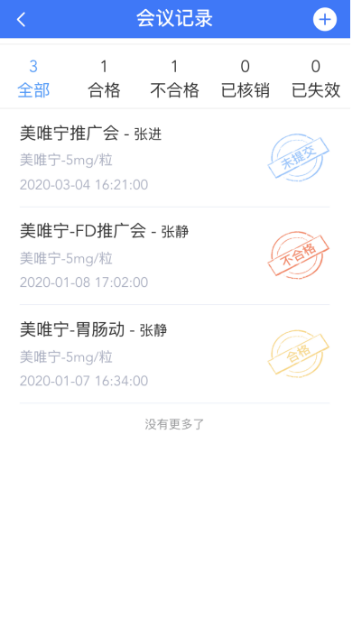 会议记录
3 1 1 0 0
全部 合格 不合格 已核销 已失效
美唯宁推广会 - 张进
美唯宁-5mg/粒
2020-03-04 16:21:00
未提交
美唯宁-FD推广会 - 张静
美唯宁-5mg/粒
2020-01-08 17:02:00
不合格
美唯宁-胃肠动 - 张静
美唯宁-5mg/粒
2020-01-07 16:34:00
合格
没有更多了